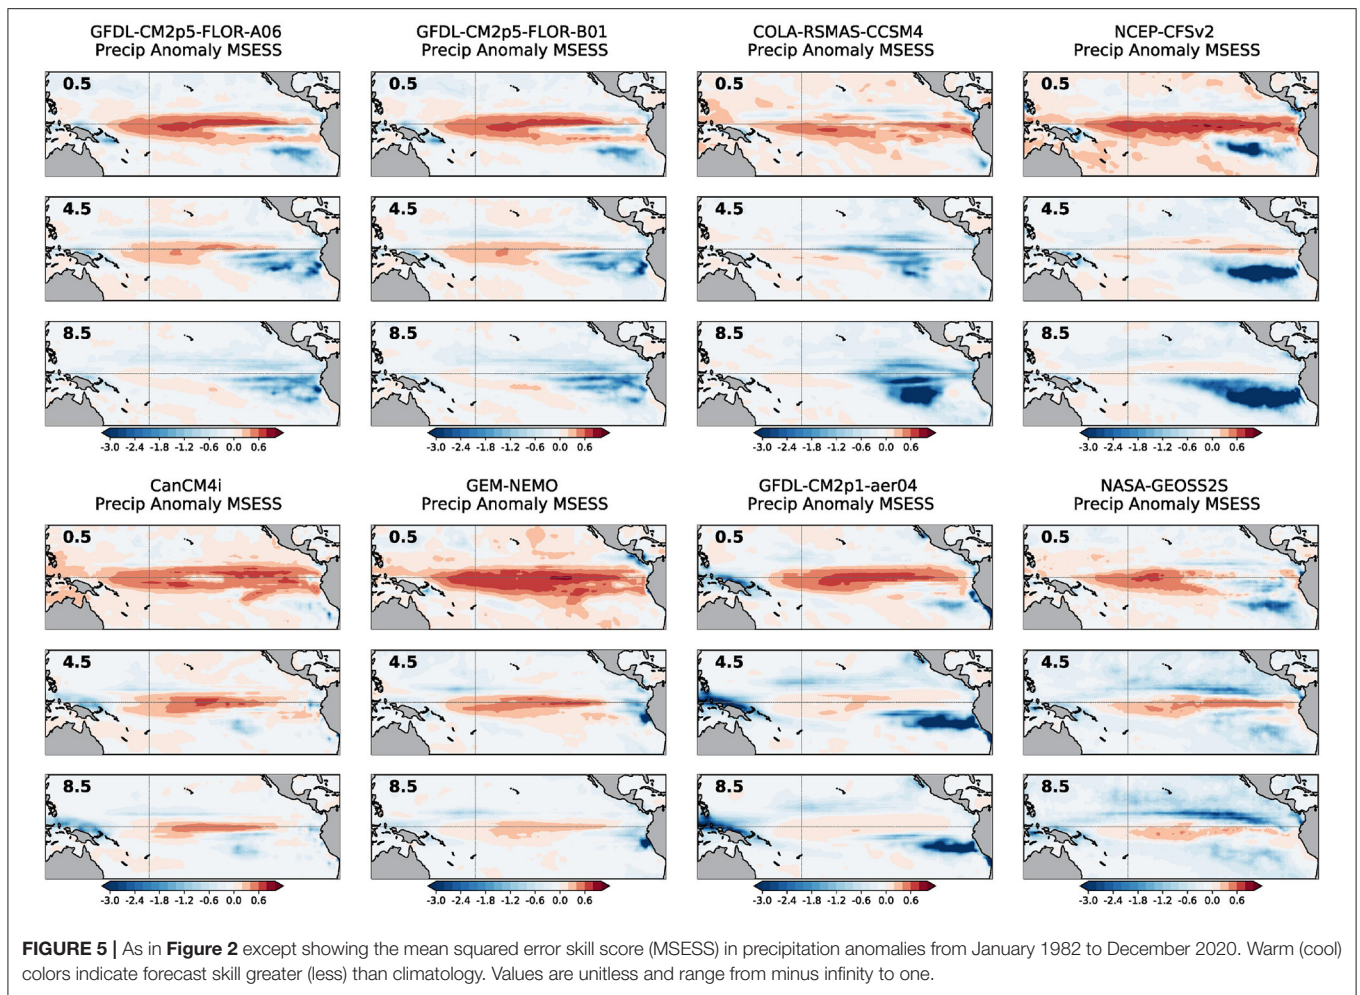 GFDL-CM2p5-FLOR-A06
Precip Anomaly MSESS
GFDL-CM2p5-FLOR-B01
Precip Anomaly MSESS
COLA-RSMAS-CCSM4
Precip Anomaly MSESS
NCEP-CFSv2
Precip Anomaly MSESS
0.5
0.5
0.5
0.5
4.5
4.5
4.5
4.5
8.5
8.5
8.5
8.5
-3.0 -2.4 -1.8 -1.2 -0.6 0.0 0.6
-3.0 -2.4 -1.8 -1.2 -0.6 0.0 0.6
-3.0 -2.4 -1.8 -1.2 -0.6 0.0 0.6
-3.0 -2.4 -1.8 -1.2 -0.6 0.0 0.6
CanCM4i
Precip Anomaly MSESS
GEM-NEMO
Precip Anomaly MSESS
GFDL-CM2p1-aer04
Precip Anomaly MSESS
NASA-GEOSS2S
Precip Anomaly MSESS
0.5
0.5
0.5
0.5
4.5
4.5
4.5
4.5
8.5
8.5
8.5
8.5
-3.0 -2.4 -1.8 -1.2 -0.6 0.0 0.6
-3.0 -2.4 -1.8 -1.2 -0.6 0.0 0.6
-3.0 -2.4 -1.8 -1.2 -0.6 0.0 0.6
-3.0 -2.4 -1.8 -1.2 -0.6 0.0 0.6
FIGURE 5 | As in Figure 2 except showing the mean squared error skill score (MSESS) in precipitation anomalies from January 1982 to December 2020. Warm (cool)
colors indicate forecast skill greater (less) than climatology. Values are unitless and range from minus infinity to one.